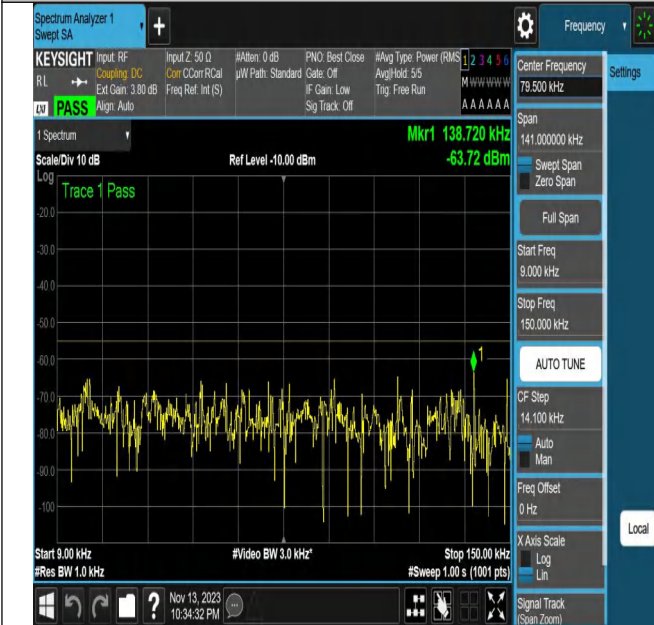 Spectrum Analyzer 1
Swept SA
+
Frequency
KEYSIGHT
RL
LXI
PASS
Input: RF
Coupling: DC
Ext Gain: 3.80 dB
Align: Auto
Input Z: 50 Ω
Corr CCorr RCal
Freq Ref: Int (S)
#Atten: 0 dB
µW Path: Standard
PNO: Best Close
Gate: Off
IF Gain: Low
Sig Track: Off
#Avg Type: Power (RMS
Avg|Hold: 5/5
Trig: Free Run
1 2 3 4 5 6
M W W W W W
A A A A A A
1 Spectrum
Scale/Div 10 dB
Ref Level -10.00 dBm
Mkr1 138.720 kHz
-63.72 dBm
Log
Trace 1 Pass
-20.0
-30.0
-40.0
-50.0
-60.0
-70.0
-80.0
-90.0
-100
1
Start 9.00 kHz
#Res BW 1.0 kHz
#Video BW 3.0 kHz*
Stop 150.00 kHz
#Sweep 1.00 s (1001 pts)
?
Nov 13, 2023
10:34:32 PM
Center Frequency
79.500 kHz
Span
141.000000 kHz
Swept Span
Zero Span
Full Span
Start Freq
9.000 kHz
Stop Freq
150.000 kHz
AUTO TUNE
CF Step
14.100 kHz
Auto
Man
Freq Offset
0 Hz
X Axis Scale
Log
Lin
Signal Track
(Span Zoom)
Settings
Local